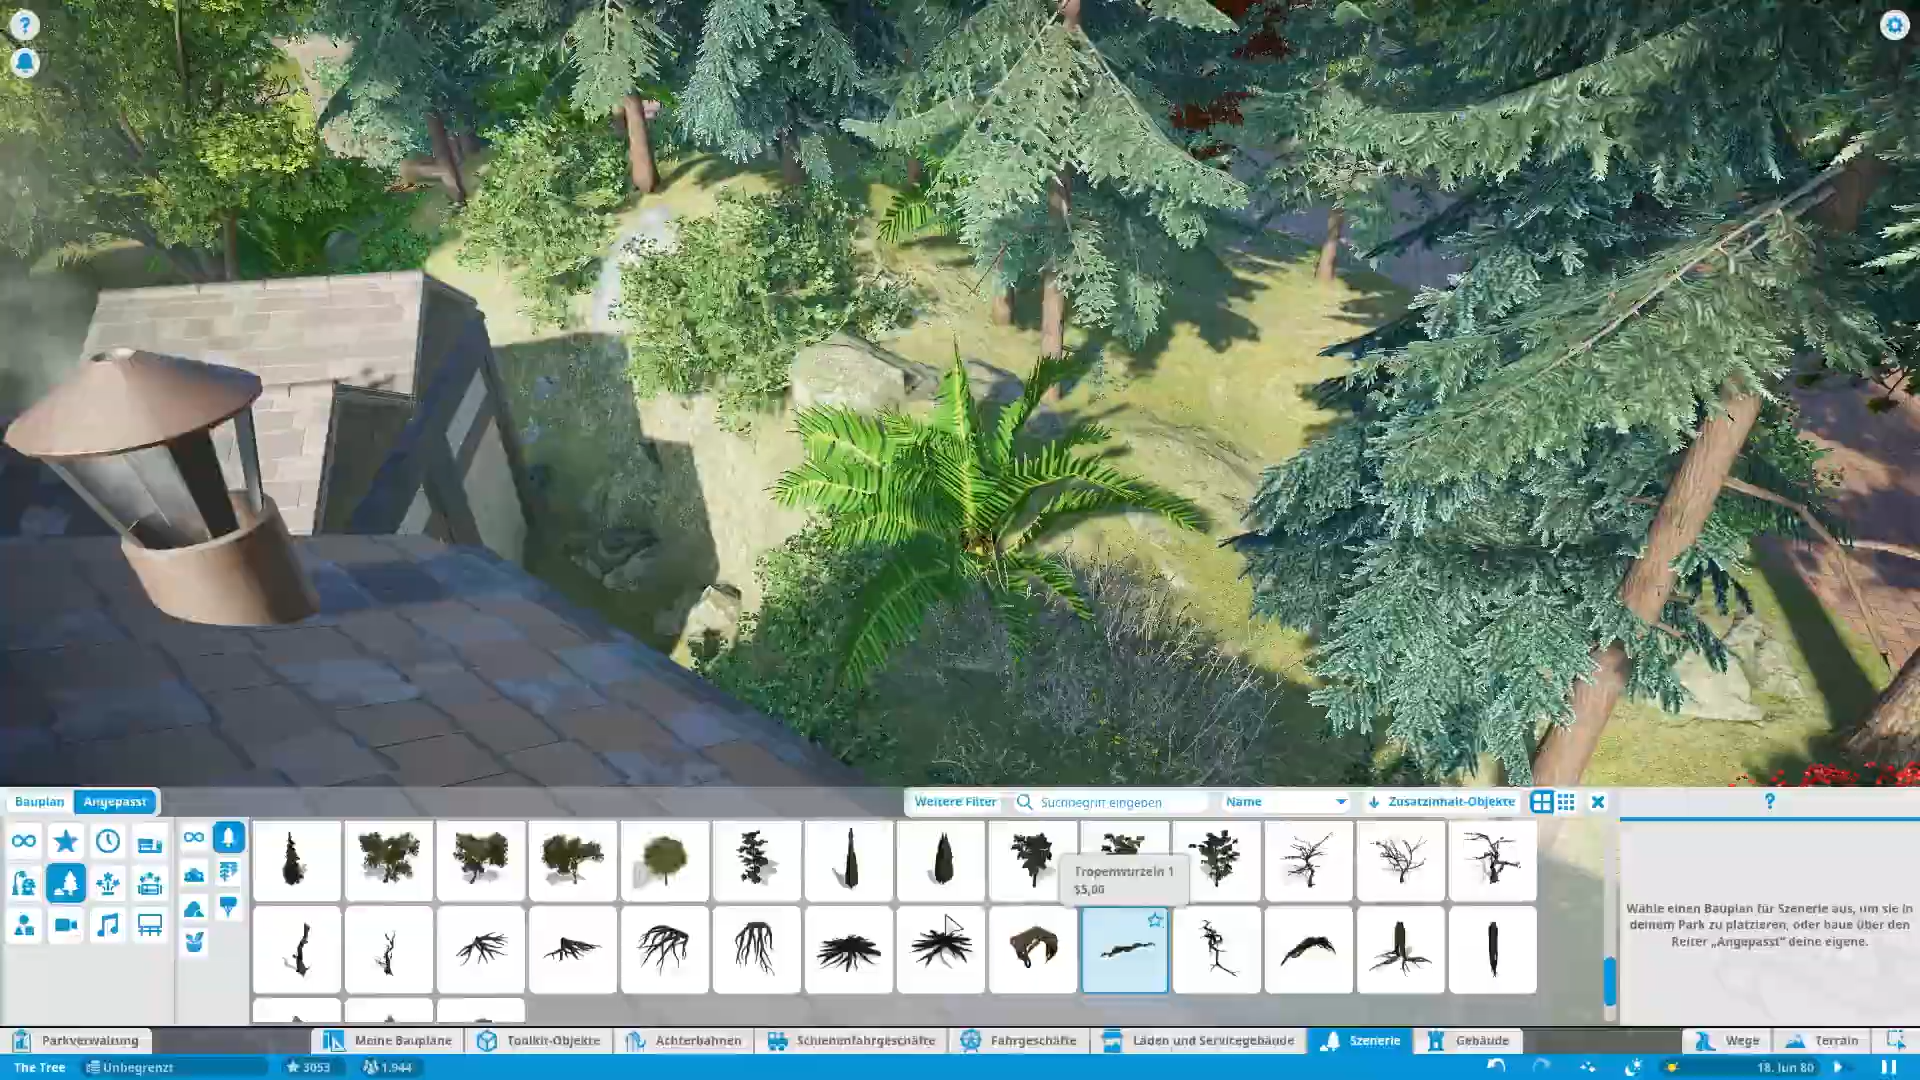 Bauplan
Angepasst
Weitere Filter
Suchbegriff eingeben
Name
Zusatzinhalt-Objekte
?
Tropenwurzeln 1
$5,00
Wähle einen Bauplan für Szenerie aus, um sie in
deinem Park zu platzieren, oder baue über den
Reiter „Angepasst" deine eigene.
Parkverwaltung
Meine Baupläne
Toolkit-Objekte
Achterbahnen
Schienenfahrgeschäfte
Fahrgeschäfte
Läden und Servicegebäude
Szenerie
Gebäude
Wege
Terrain
The Tree
Unbegrenzt
3053
1.944
18. Jun 80